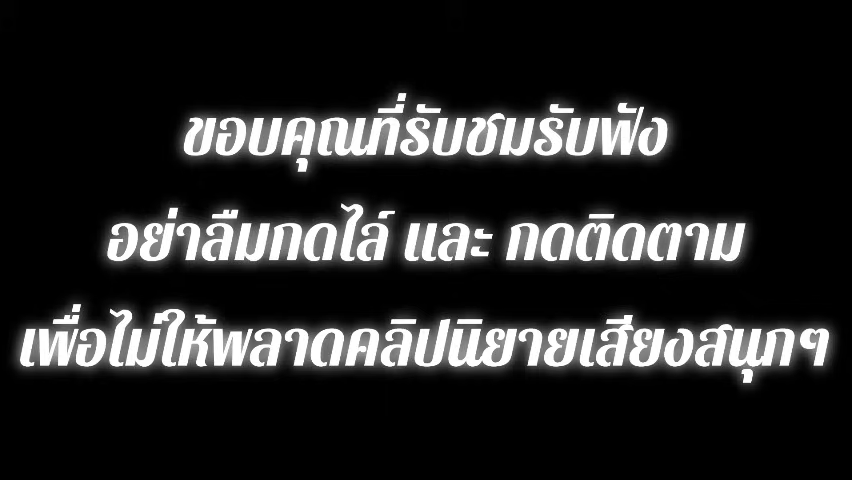 ขอบคุณที่รับชมรับฟัง
อย่าลืมกดไล์ และ กดติดตาม
เพื่อไม่ให้พลาดคลิปนิยายเสียงสนุกๆ